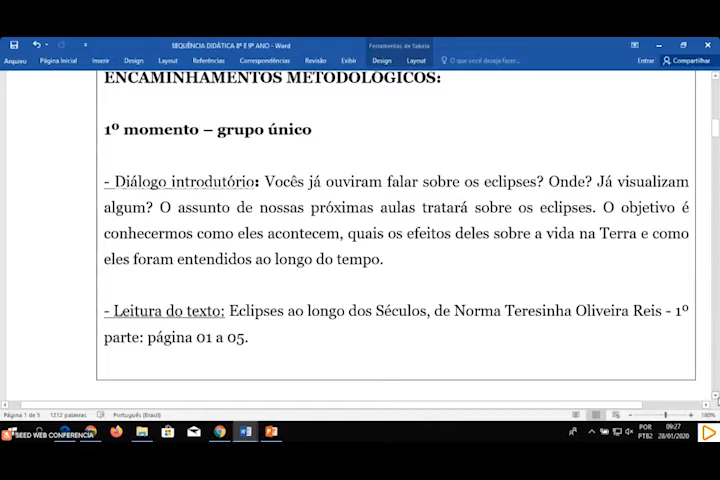 SEQUÊNCIA DIDÁTICA 8º E 9º ANO - Word
Ferramentas de Tabela
Arquivo Página Inicial Inserir Design Layout Referências Correspondências Revisão Exibir Design Layout O que você deseja fazer... Entrar Compartilhar
ENCAMINHAMENTOS METODOLÓGICOS:
1º momento – grupo único
- Diálogo introdutório: Vocês já ouviram falar sobre os eclipses? Onde? Já visualizam
algum? O assunto de nossas próximas aulas tratará sobre os eclipses. O objetivo é
conhecermos como eles acontecem, quais os efeitos deles sobre a vida na Terra e como
eles foram entendidos ao longo do tempo.
- Leitura do texto: Eclipses ao longo dos Séculos, de Norma Teresinha Oliveira Reis - 1º
parte: página 01 a 05.
Página 1 de 5 1212 palavras Português (Brasil) 160%
SEED WEB CONFERENCIA
POR 09:27
PTB2 28/01/2020